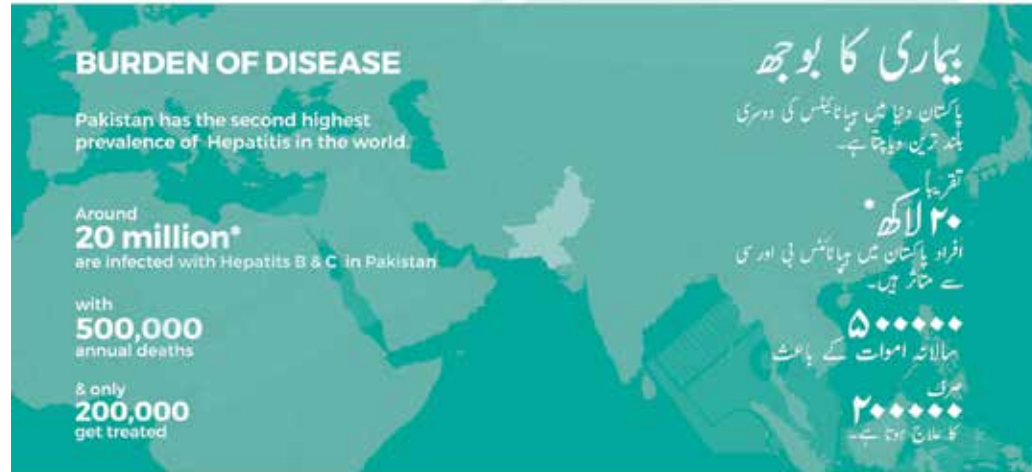 BURDEN OF DISEASE
Pakistan has the second highest
prevalence of Hepatitis in the world.
Around
20 million*
are infected with Hepatits B & C in Pakistan
with
500,000
annual deaths
& only
200,000
get treated
بیماری کا بوجھ
پاکستان دنیا میں ہیپاٹائیٹس کی دوسری
بلند ترین وباپتا ہے۔
تقریبا
۲۰ لاکھ*
افراد پاکستان میں ہیپاٹائٹس بی اور سی
سے متاثر ہیں۔
۵۰۰۰۰۰
سالانہ اموات کے باعث
صرف
۲۰۰۰۰۰
کا علاج ہوتا ہے۔